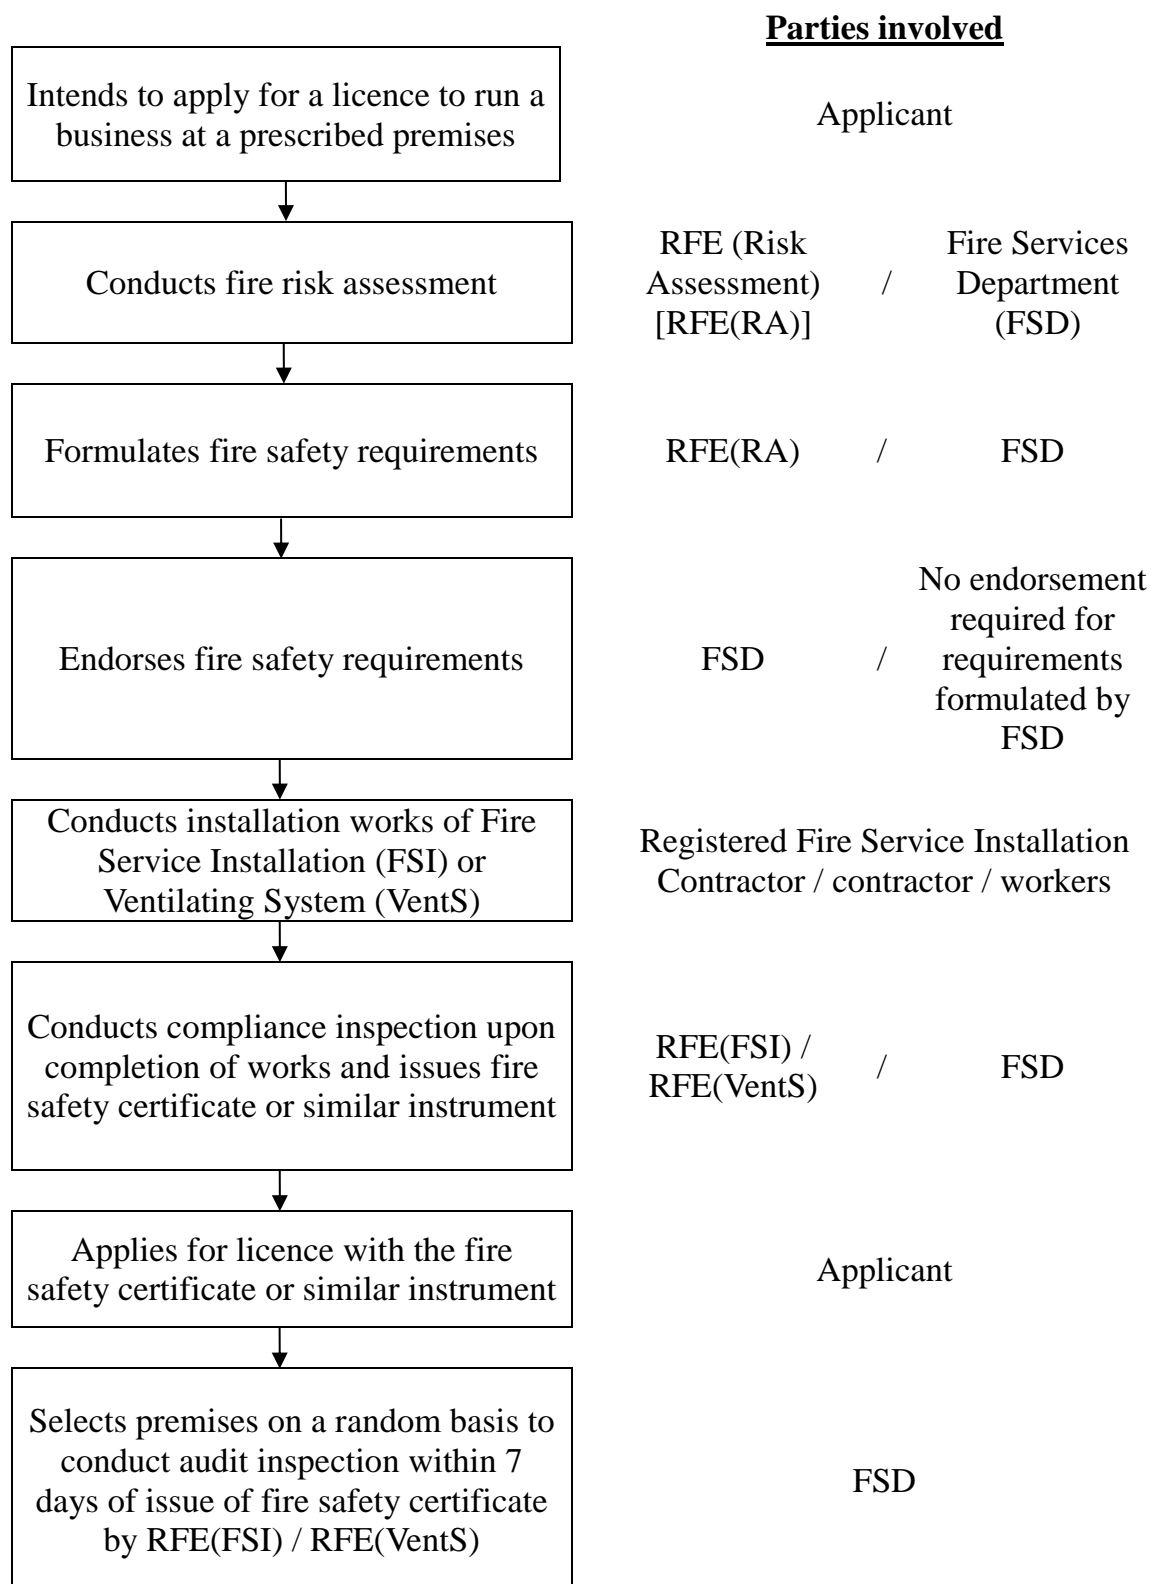 Parties involved
Intends to apply for a licence to run a
business at a prescribed premises
Applicant
Conducts fire risk assessment
RFE (Risk
Assessment)
[RFE(RA)]
/
Fire Services
Department
(FSD)
Formulates fire safety requirements
RFE(RA)
/
FSD
Endorses fire safety requirements
FSD
/
No endorsement
required for
requirements
formulated by
FSD
Conducts installation works of Fire
Service Installation (FSI) or
Ventilating System (VentS)
Registered Fire Service Installation
Contractor / contractor / workers
Conducts compliance inspection upon
completion of works and issues fire
safety certificate or similar instrument
RFE(FSI) /
RFE(VentS)
/
FSD
Applies for licence with the fire
safety certificate or similar instrument
Applicant
Selects premises on a random basis to
conduct audit inspection within 7
days of issue of fire safety certificate
by RFE(FSI) / RFE(VentS)
FSD